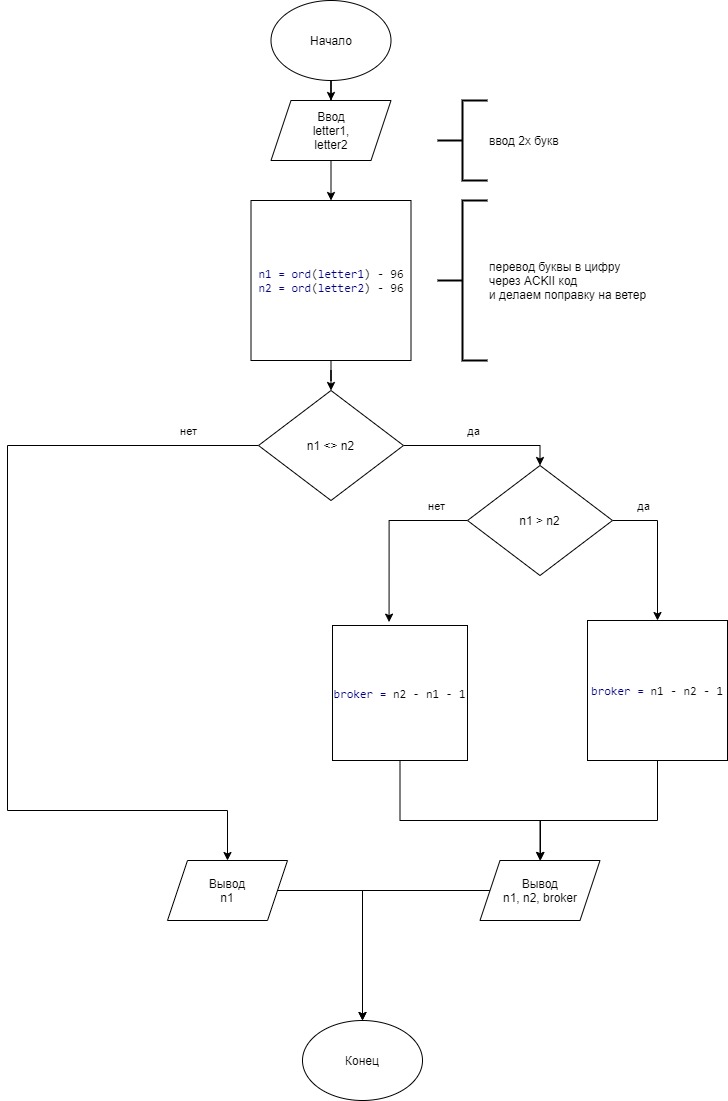 Начало
Ввод
letter1,
letter2
ввод 2х букв
n1 = ord(letter1) - 96
n2 = ord(letter2) - 96
перевод буквы в цифру
через ACKII код
и делаем поправку на ветер
нет
n1 <> n2
да
нет
n1 > n2
да
broker = n2 - n1 - 1
broker = n1 - n2 - 1
Вывод
n1
Вывод
n1, n2, broker
Конец